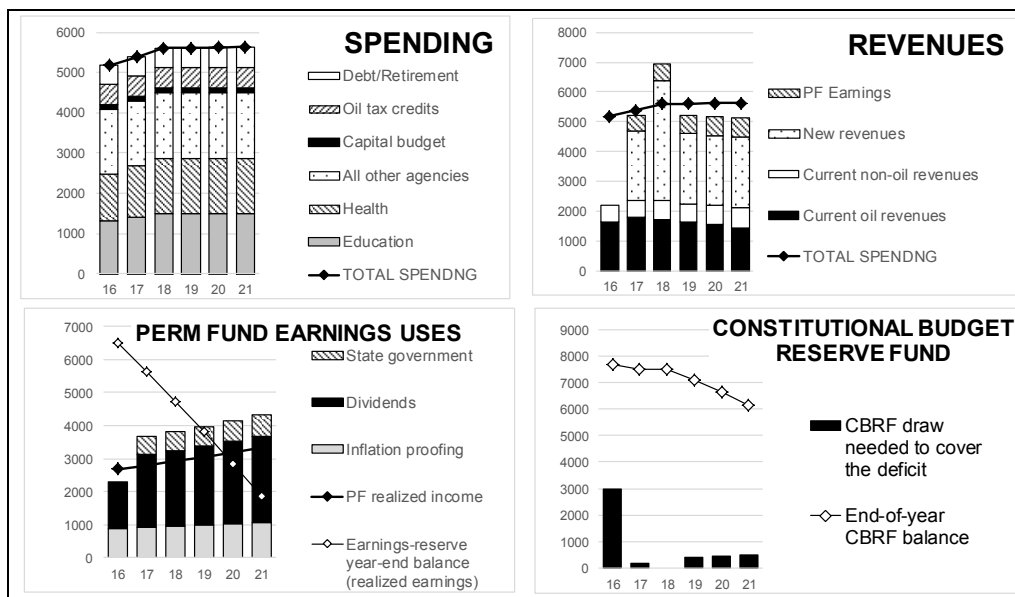 SPENDING
6000
5000
4000
3000
2000
1000
0
16 17 18 19 20 21
Debt/Retirement
Oil tax credits
Capital budget
All other agencies
Health
Education
TOTAL SPENDNG
REVENUES
8000
7000
6000
5000
4000
3000
2000
1000
0
16 17 18 19 20 21
PF Earnings
New revenues
Current non-oil revenues
Current oil revenues
TOTAL SPENDNG
PERM FUND EARNINGS USES
7000
6000
5000
4000
3000
2000
1000
0
16 17 18 19 20 21
State government
Dividends
Inflation proofing
PF realized income
Earnings-reserve
year-end balance
(realized earnings)
CONSTITUTIONAL BUDGET
RESERVE FUND
9000
8000
7000
6000
5000
4000
3000
2000
1000
0
16 17 18 19 20 21
CBRF draw
needed to cover
the deficit
End-of-year
CBRF balance